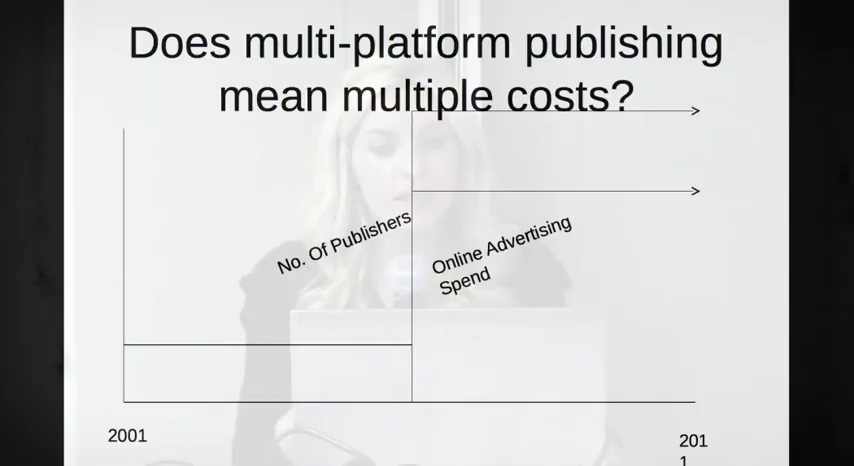 Does multi-platform publishing
mean multiple costs?
No. Of Publishers
Online Advertising
Spend
2001
201
1